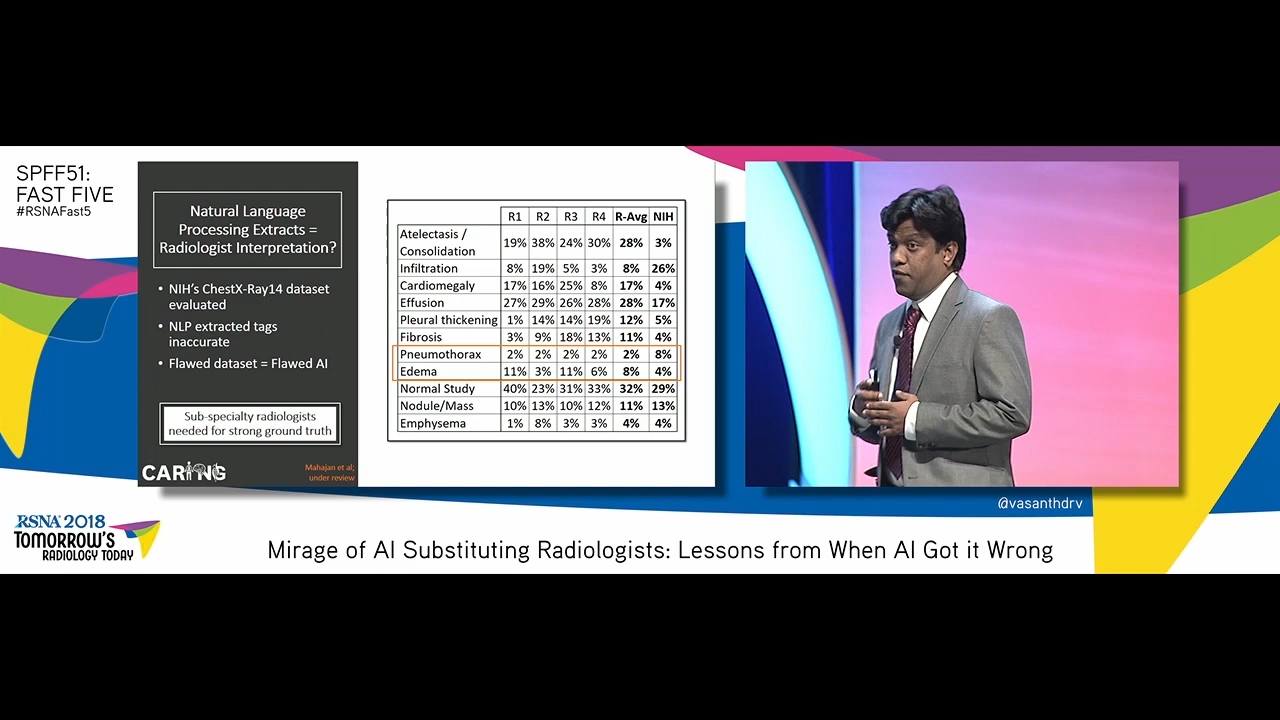 SPFF51:
FAST FIVE
#RSNAFast5
Natural Language
Processing Extracts =
Radiologist Interpretation?
• NIH's ChestX-Ray14 dataset
evaluated
• NLP extracted tags
inaccurate
• Flawed dataset = Flawed AI
Sub-specialty radiologists
needed for strong ground truth
CARING
Mahajan et al;
under review
R1 R2 R3 R4 R-Avg NIH
Atelectasis /
Consolidation 19% 38% 24% 30% 28% 3%
Infiltration 8% 19% 5% 3% 8% 26%
Cardiomegaly 17% 16% 25% 8% 17% 4%
Effusion 27% 29% 26% 28% 28% 17%
Pleural thickening 1% 14% 14% 19% 12% 5%
Fibrosis 3% 9% 18% 13% 11% 4%
Pneumothorax 2% 2% 2% 2% 2% 8%
Edema 11% 3% 11% 6% 8% 4%
Normal Study 40% 23% 31% 33% 32% 29%
Nodule/Mass 10% 13% 10% 12% 11% 13%
Emphysema 1% 8% 3% 3% 4% 4%
@vasanthdrv
RSNA® 2018
TOMORROW'S
RADIOLOGY TODAY
Mirage of AI Substituting Radiologists: Lessons from When AI Got it Wrong